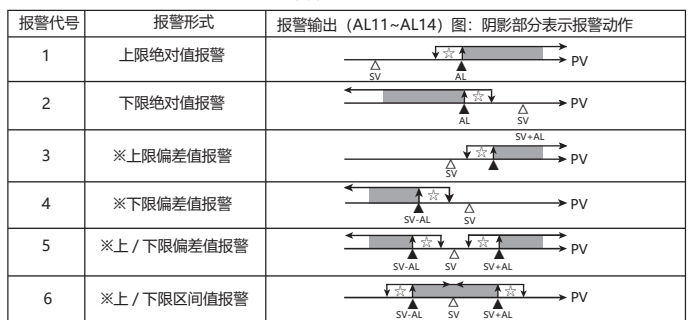 报警代号 报警形式 报警输出（AL11~AL14）图：阴影部分表示报警动作
1 上限绝对值报警 ☆ PV
SV AL
2 下限绝对值报警 ☆ PV
AL SV
3 ※上限偏差值报警 SV+AL
☆ PV
SV
4 ※下限偏差值报警 ☆ PV
SV-AL SV
5 ※上 / 下限偏差值报警 ☆ ☆ PV
SV-AL SV SV+AL
6 ※上 / 下限区间值报警 ☆ ☆ PV
SV-AL SV SV+AL